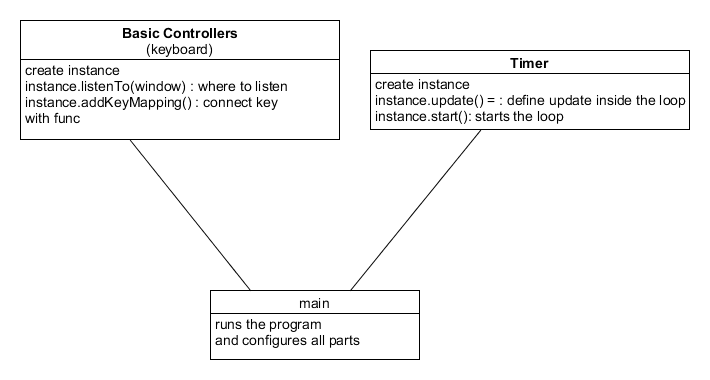 Basic Controllers
(keyboard)
create instance
instance.listenTo(window) : where to listen
instance.addKeyMapping() : connect key
with func
Timer
create instance
instance.update() = : define update inside the loop
instance.start(): starts the loop
main
runs the program
and configures all parts